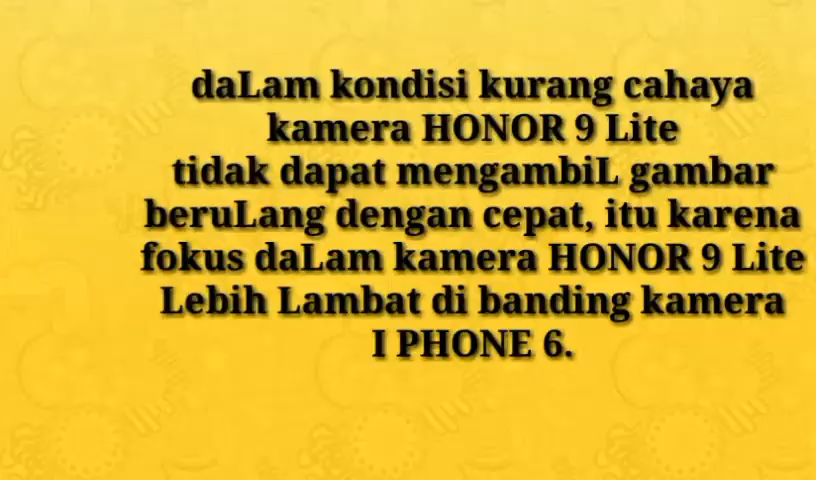 daLam kondisi kurang cahaya
kamera HONOR 9 Lite
tidak dapat mengambiL gambar
beruLang dengan cepat, itu karena
fokus daLam kamera HONOR 9 Lite
Lebih Lambat di banding kamera
I PHONE 6.